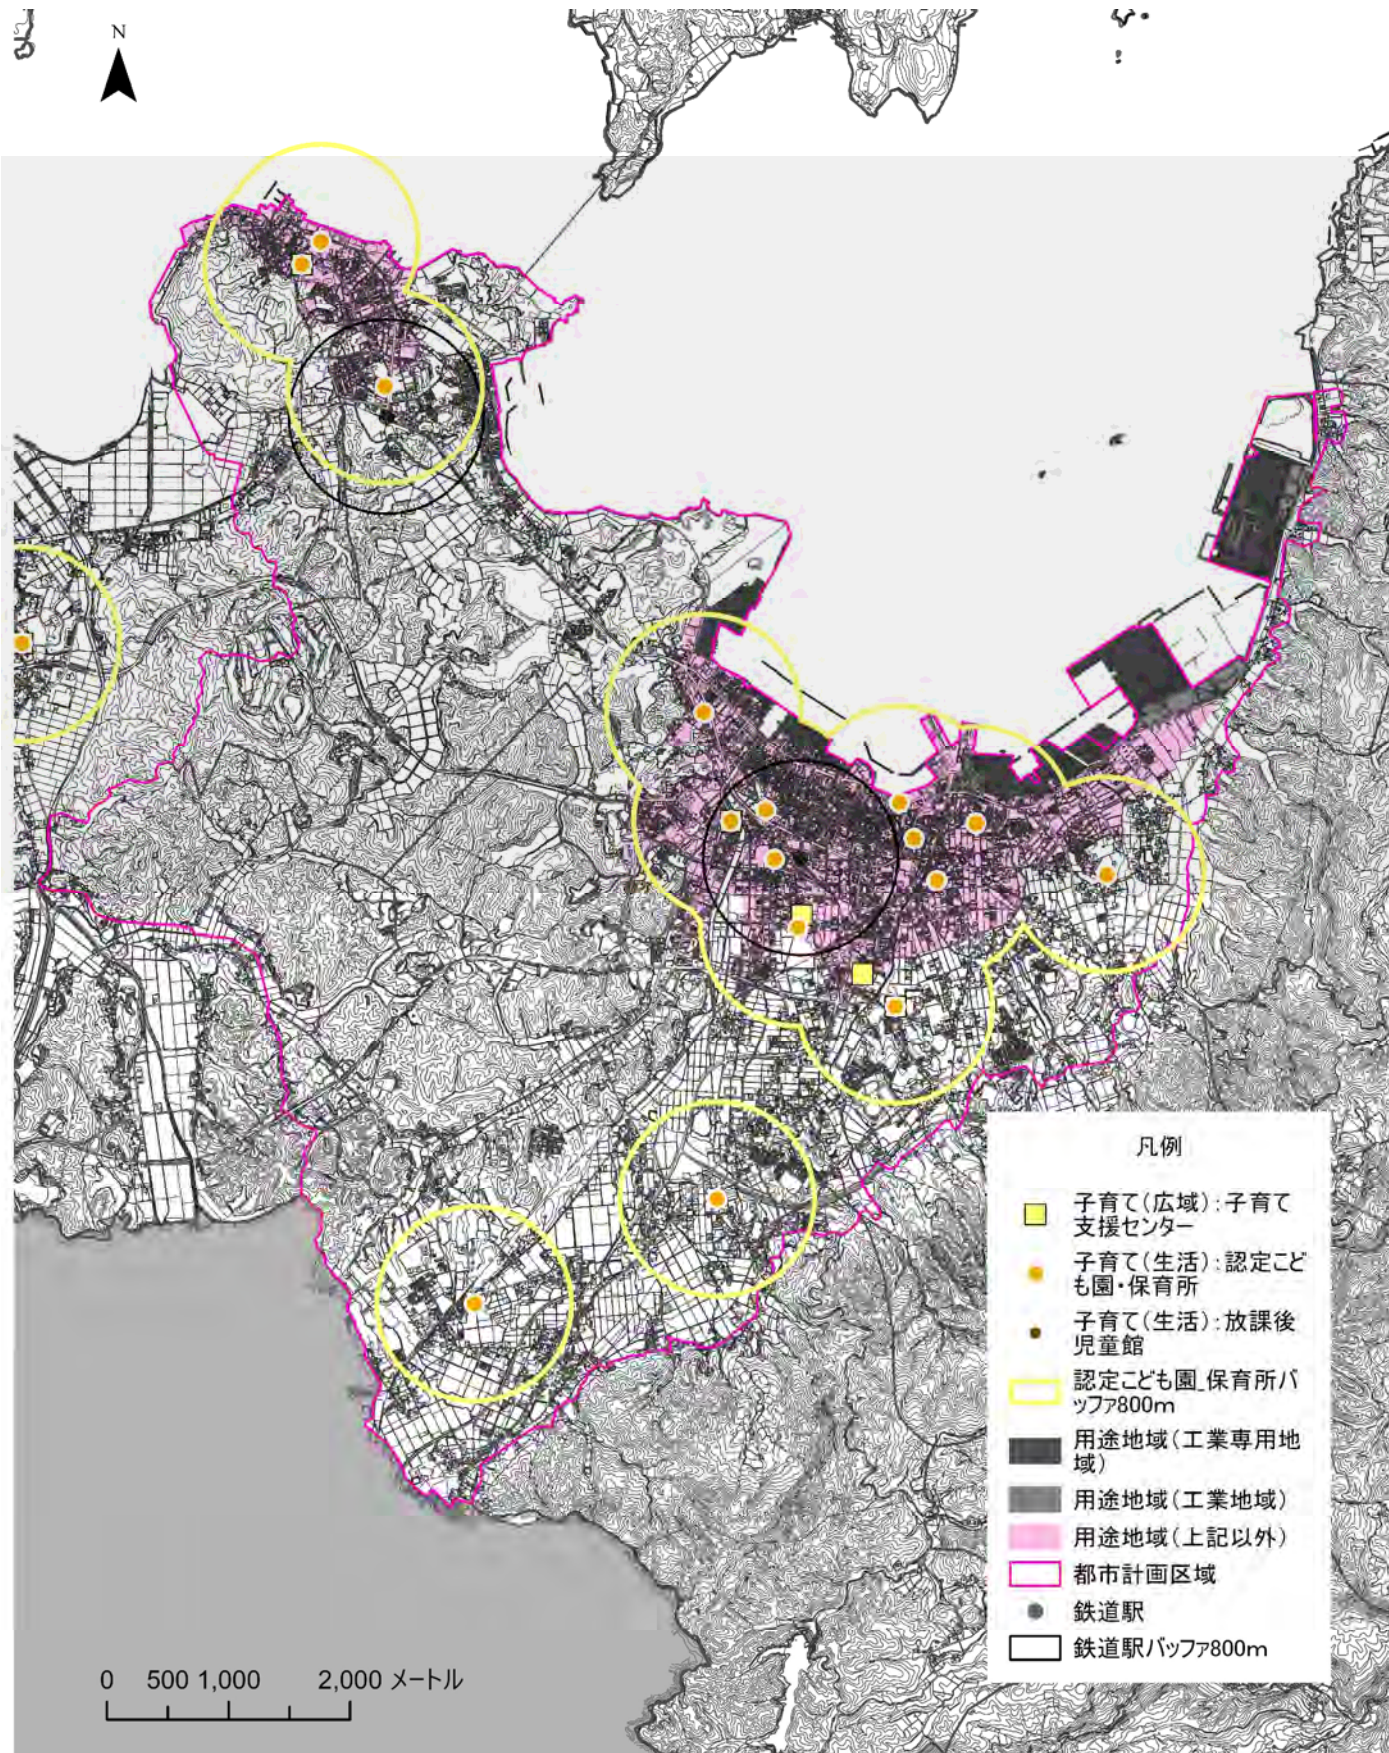 N
凡例
子育て(広域):子育て
支援センター
子育て(生活):認定こど
も園・保育所
子育て(生活):放課後
児童館
認定こども園_保育所バ
ッファ800m
用途地域(工業専用地
域)
用途地域(工業地域)
用途地域(上記以外)
都市計画区域
鉄道駅
鉄道駅バッファ800m
0 500 1,000 2,000 メートル